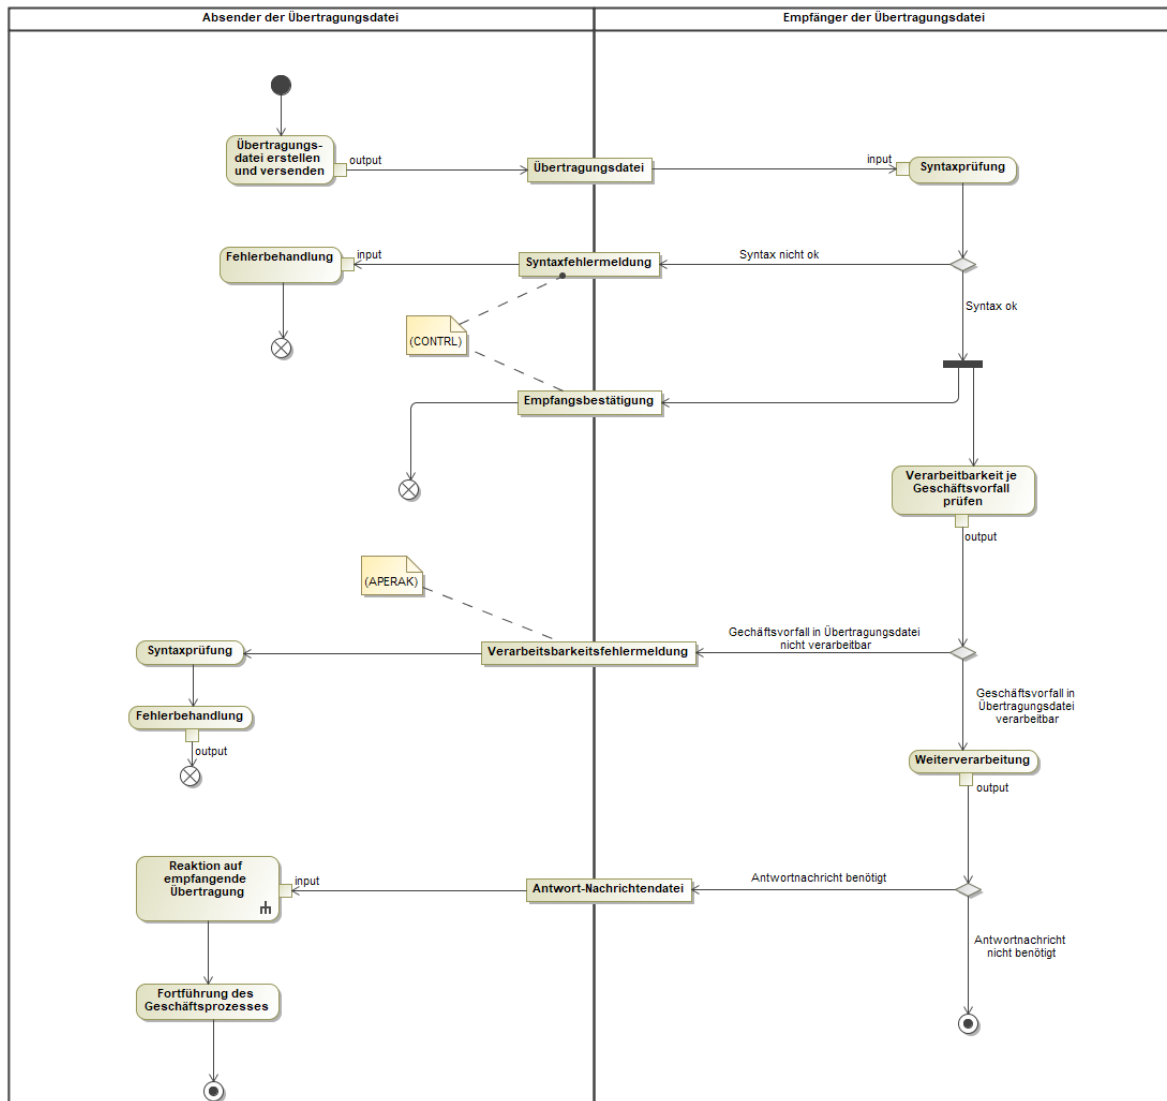 Absender der Übertragungsdatei
Empfänger der Übertragungsdatei
Übertragungs-
datei erstellen
und versenden
output
Übertragungsdatei
input
Syntaxprüfung
Fehlerbehandlung
input
Syntaxfehlermeldung
Syntax nicht ok
Syntax ok
(CONTRL)
Empfangsbestätigung
Verarbeitbarkeit je
Geschäftsvorfall
prüfen
output
(APERAK)
Gechäftsvorfall in Übertragungsdatei
nicht verarbeitbar
Syntaxprüfung
Verarbeitsbarkeitsfehlermeldung
Geschäftsvorfall in
Übertragungsdatei
verarbeitbar
Fehlerbehandlung
output
Weiterverarbeitung
output
Reaktion auf
empfangende
Übertragung
input
Antwort-Nachrichtendatei
Antwortnachricht benötigt
Antwortnachricht
nicht benötigt
Fortführung des
Geschäftsprozesses